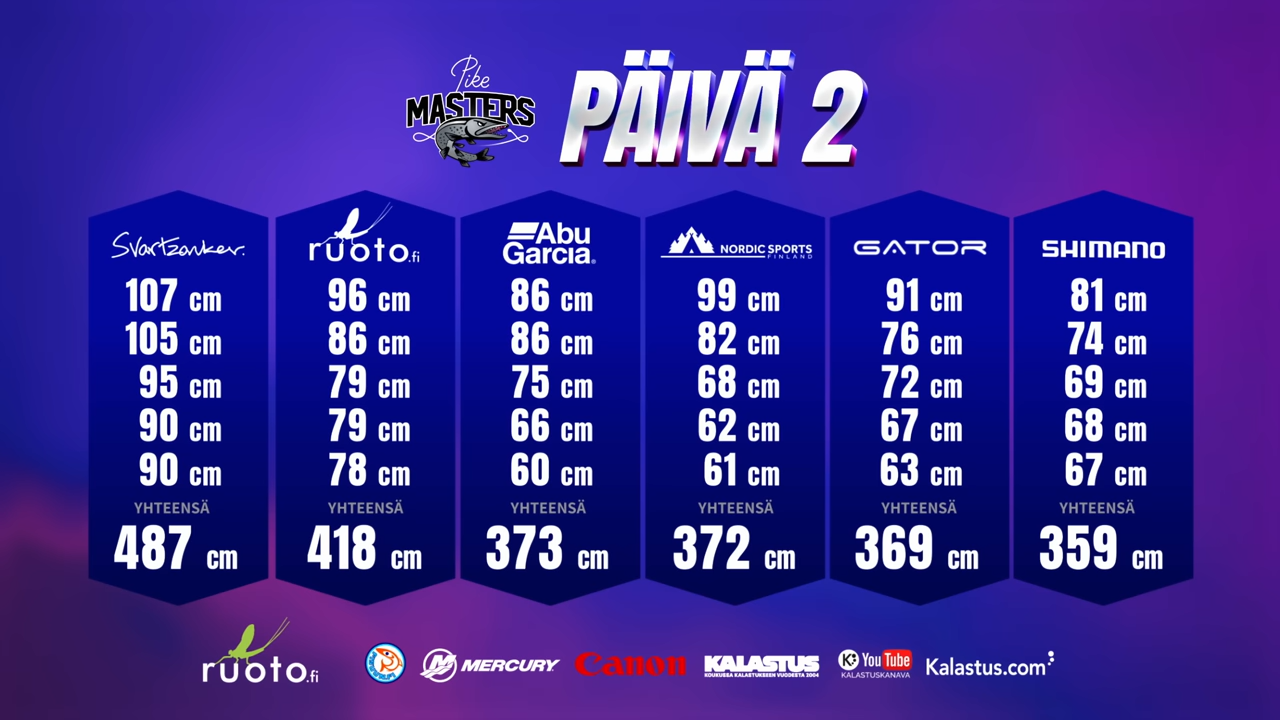 Pike
MASTERS
PÄIVÄ 2
Svartzonker.
107 cm
105 cm
95 cm
90 cm
90 cm
YHTEENSÄ
487 cm
ruoto.fi
96 cm
86 cm
79 cm
79 cm
78 cm
YHTEENSÄ
418 cm
Abu
Garcia®
86 cm
86 cm
75 cm
66 cm
60 cm
YHTEENSÄ
373 cm
NORDIC SPORTS
FINLAND
99 cm
82 cm
68 cm
62 cm
61 cm
YHTEENSÄ
372 cm
GATOR
91 cm
76 cm
72 cm
67 cm
63 cm
YHTEENSÄ
369 cm
SHIMANO
81 cm
74 cm
69 cm
68 cm
67 cm
YHTEENSÄ
359 cm
ruoto.fi
MERCURY
Canon
KALASTUS
KOUKUSSA KALASTUKSEEN VUODESTA 2004
K+ YouTube
KALASTUSKANAVA
Kalastus.com